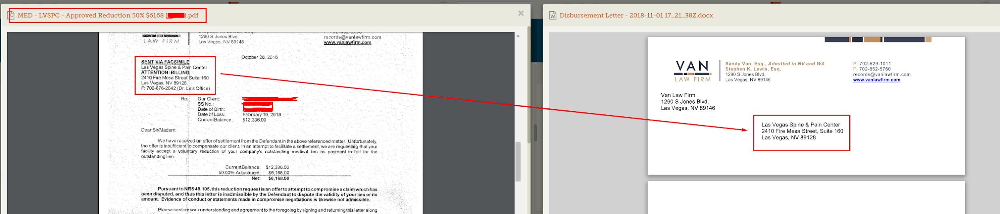 MED - LVSPC - Approved Reduction 50% $6168 ( ).pdf
LAW FIRM
1290 S Jones Blvd.
Las Vegas, NV 89146
records@vanlawfirm.com
www.vanlawfirm.com
October 28, 2018
SENT VIA FACSIMILE
Las Vegas Spine & Pain Center
ATTENTION: BILLING
2410 Fire Mesa Street Suite 160
Las Vegas, NV 89128
F: 702-676-2042 (Dr. Le's Office)
Re: Our Client:
SS No.:
Date of Birth:
Date of Loss: February 16, 2018
Current Balance: $12,336.00
Dear Sir/Madam:
We have received an offer of settlement from the Defendant in the above referenced matter. Unfortunately,
the offer is insufficient to compensate our client. In an attempt to facilitate a settlement, we are requesting that your
facility accept a voluntary reduction of your company's outstanding medical lien as payment in full for the
outstanding lien.
Current Balance: $12,336.00
50.00% Adjustment: $6,168.00
Net: $6,168.00
Pursuant to NRS 48.105, this reduction request is an offer to attempt to compromise a claim which has
been disputed, and thus this letter is inadmissible by the Defendant to dispute the validity of your lien or its
amount. Evidence of conduct or statements made in compromise negotiations is likewise not admissible.
Please confirm your understanding and agreement to the foregoing by signing and returning this letter along
Disbursement Letter - 2018-11-01 17_21_38Z.docx
VAN
LAW FIRM
Sandy Van, Esq., Admitted in NV and WA
Stephen K. Lewis, Esq.
1290 S Jones Blvd.
Las Vegas, NV 89146
P. 702-529-1011
F. 702-852-5760
records@vanlawfirm.com
www.vanlawfirm.com
Van Law Firm
1290 S Jones Blvd.
Las Vegas, NV 89146
Las Vegas Spine & Pain Center
2410 Fire Mesa Street, Suite 160
Las Vegas, NV 89128